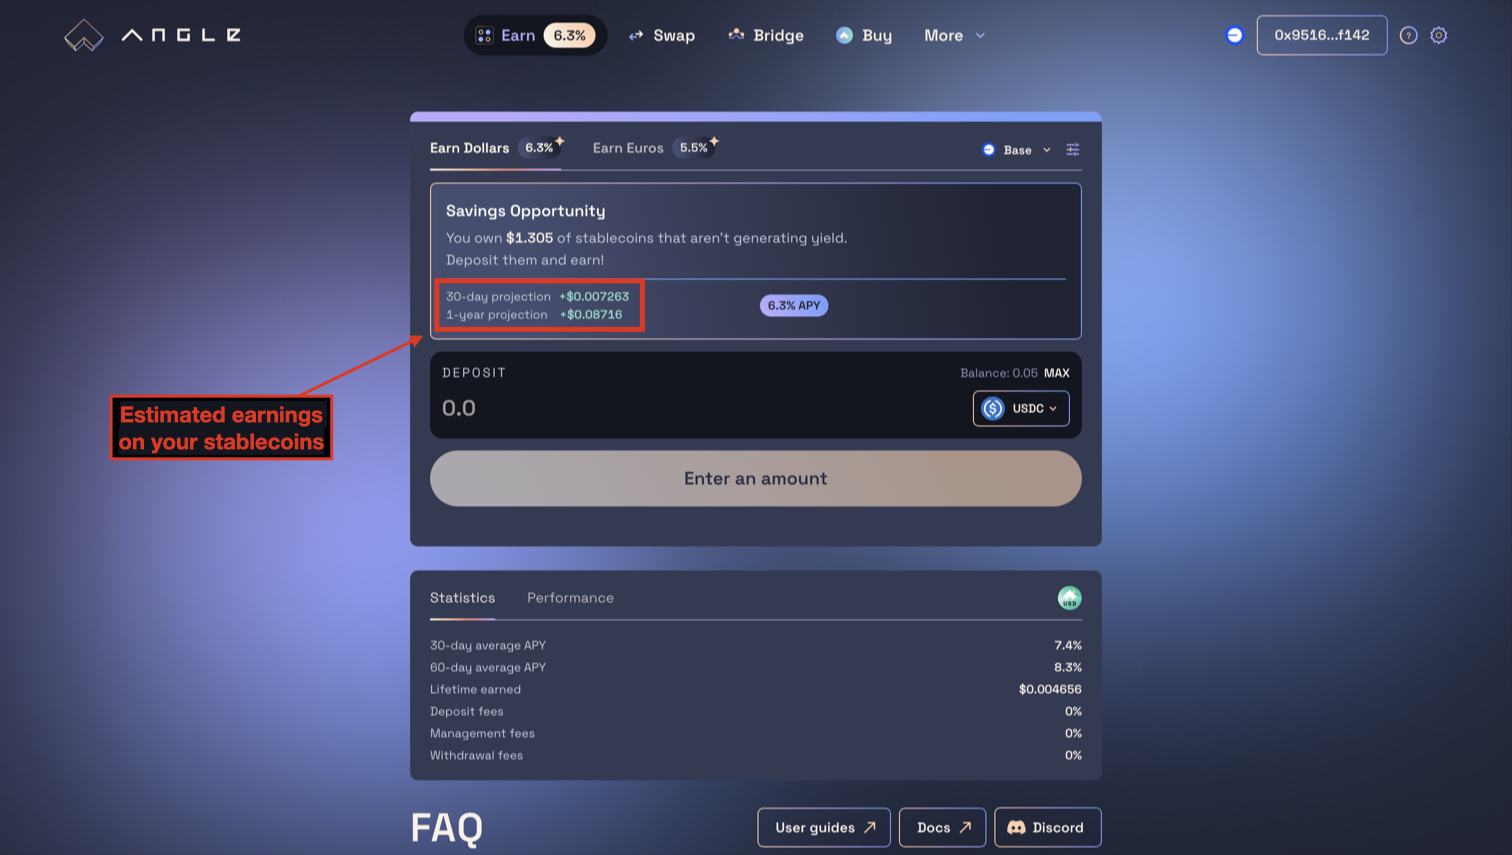 ANGLE
Earn 6.3%
Swap
Bridge
Buy
More
0x9516...f142
?
Earn Dollars 6.3%
Earn Euros 5.5%
Base
Savings Opportunity
You own $1.305 of stablecoins that aren't generating yield.
Deposit them and earn!
30-day projection +$0.007263
1-year projection +$0.08716
6.3% APY
Estimated earnings
on your stablecoins
DEPOSIT
Balance: 0.05 MAX
0.0
USDC
Enter an amount
Statistics
Performance
USD
30-day average APY 7.4%
60-day average APY 8.3%
Lifetime earned $0.004656
Deposit fees 0%
Management fees 0%
Withdrawal fees 0%
FAQ
User guides
Docs
Discord